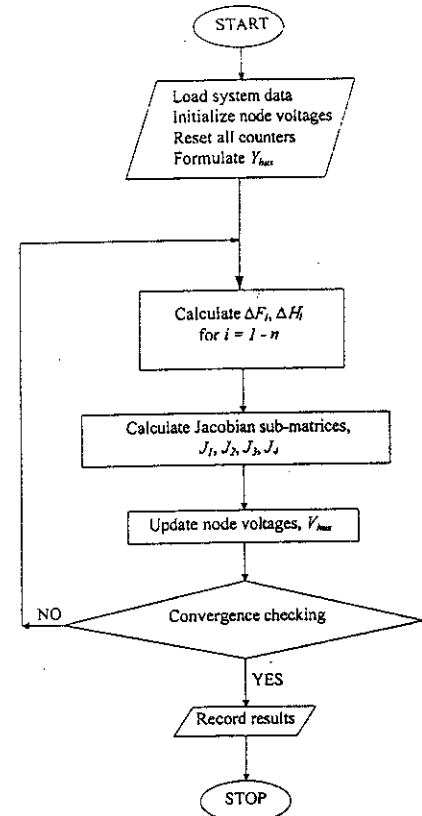 START
Load system data
Initialize node voltages
Reset all counters
Formulate Y_bus
Calculate ΔF_i, ΔH_i
for i = 1 - n
Calculate Jacobian sub-matrices,
J_1, J_2, J_3, J_4
Update node voltages, V_bus
Convergence checking
NO
YES
Record results
STOP